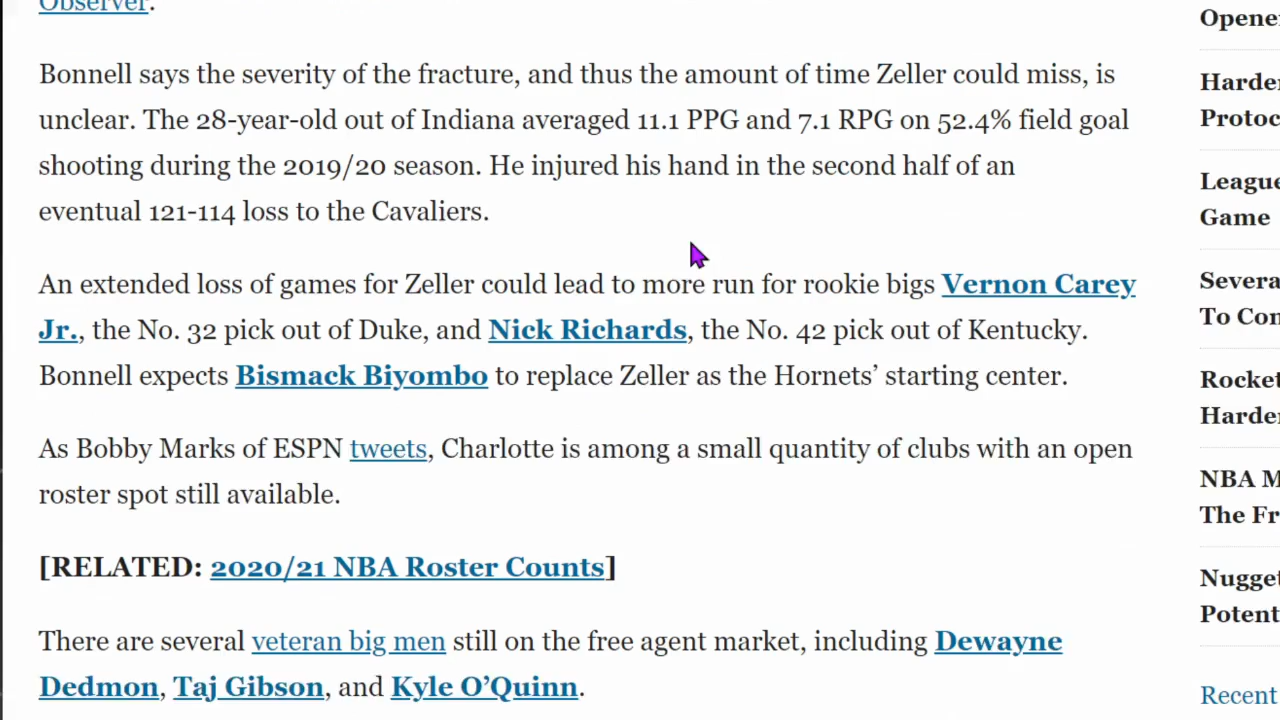 Observer.
Bonnell says the severity of the fracture, and thus the amount of time Zeller could miss, is
unclear. The 28-year-old out of Indiana averaged 11.1 PPG and 7.1 RPG on 52.4% field goal
shooting during the 2019/20 season. He injured his hand in the second half of an
eventual 121-114 loss to the Cavaliers.
An extended loss of games for Zeller could lead to more run for rookie bigs Vernon Carey
Jr., the No. 32 pick out of Duke, and Nick Richards, the No. 42 pick out of Kentucky.
Bonnell expects Bismack Biyombo to replace Zeller as the Hornets’ starting center.
As Bobby Marks of ESPN tweets, Charlotte is among a small quantity of clubs with an open
roster spot still available.
[RELATED: 2020/21 NBA Roster Counts]
There are several veteran big men still on the free agent market, including Dewayne
Dedmon, Taj Gibson, and Kyle O’Quinn.
Opene
Harde
Protoc
League
Game
Severa
To Con
Rocket
Harde
NBA M
The Fr
Nugget
Potent
Recent